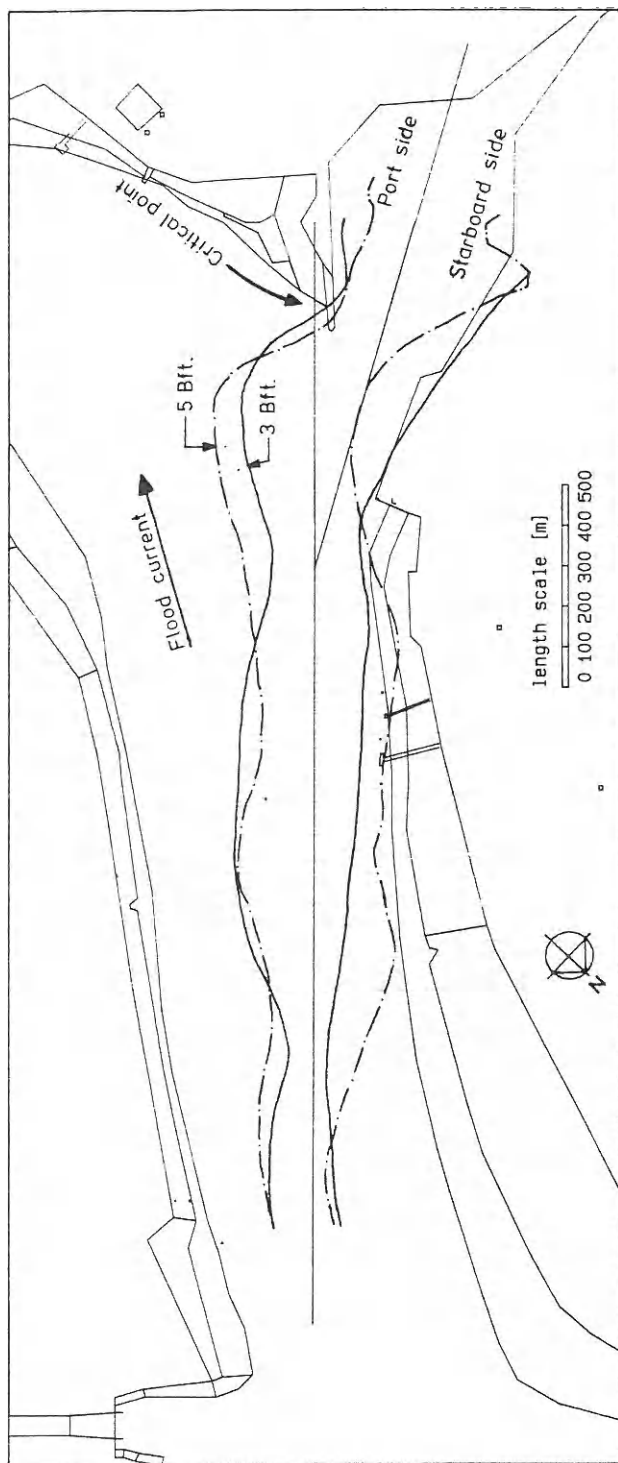 Critical point
Port side
Starboard side
5 Bft.
3 Bft.
Flood current
length scale [m]
0 100 200 300 400 500
N